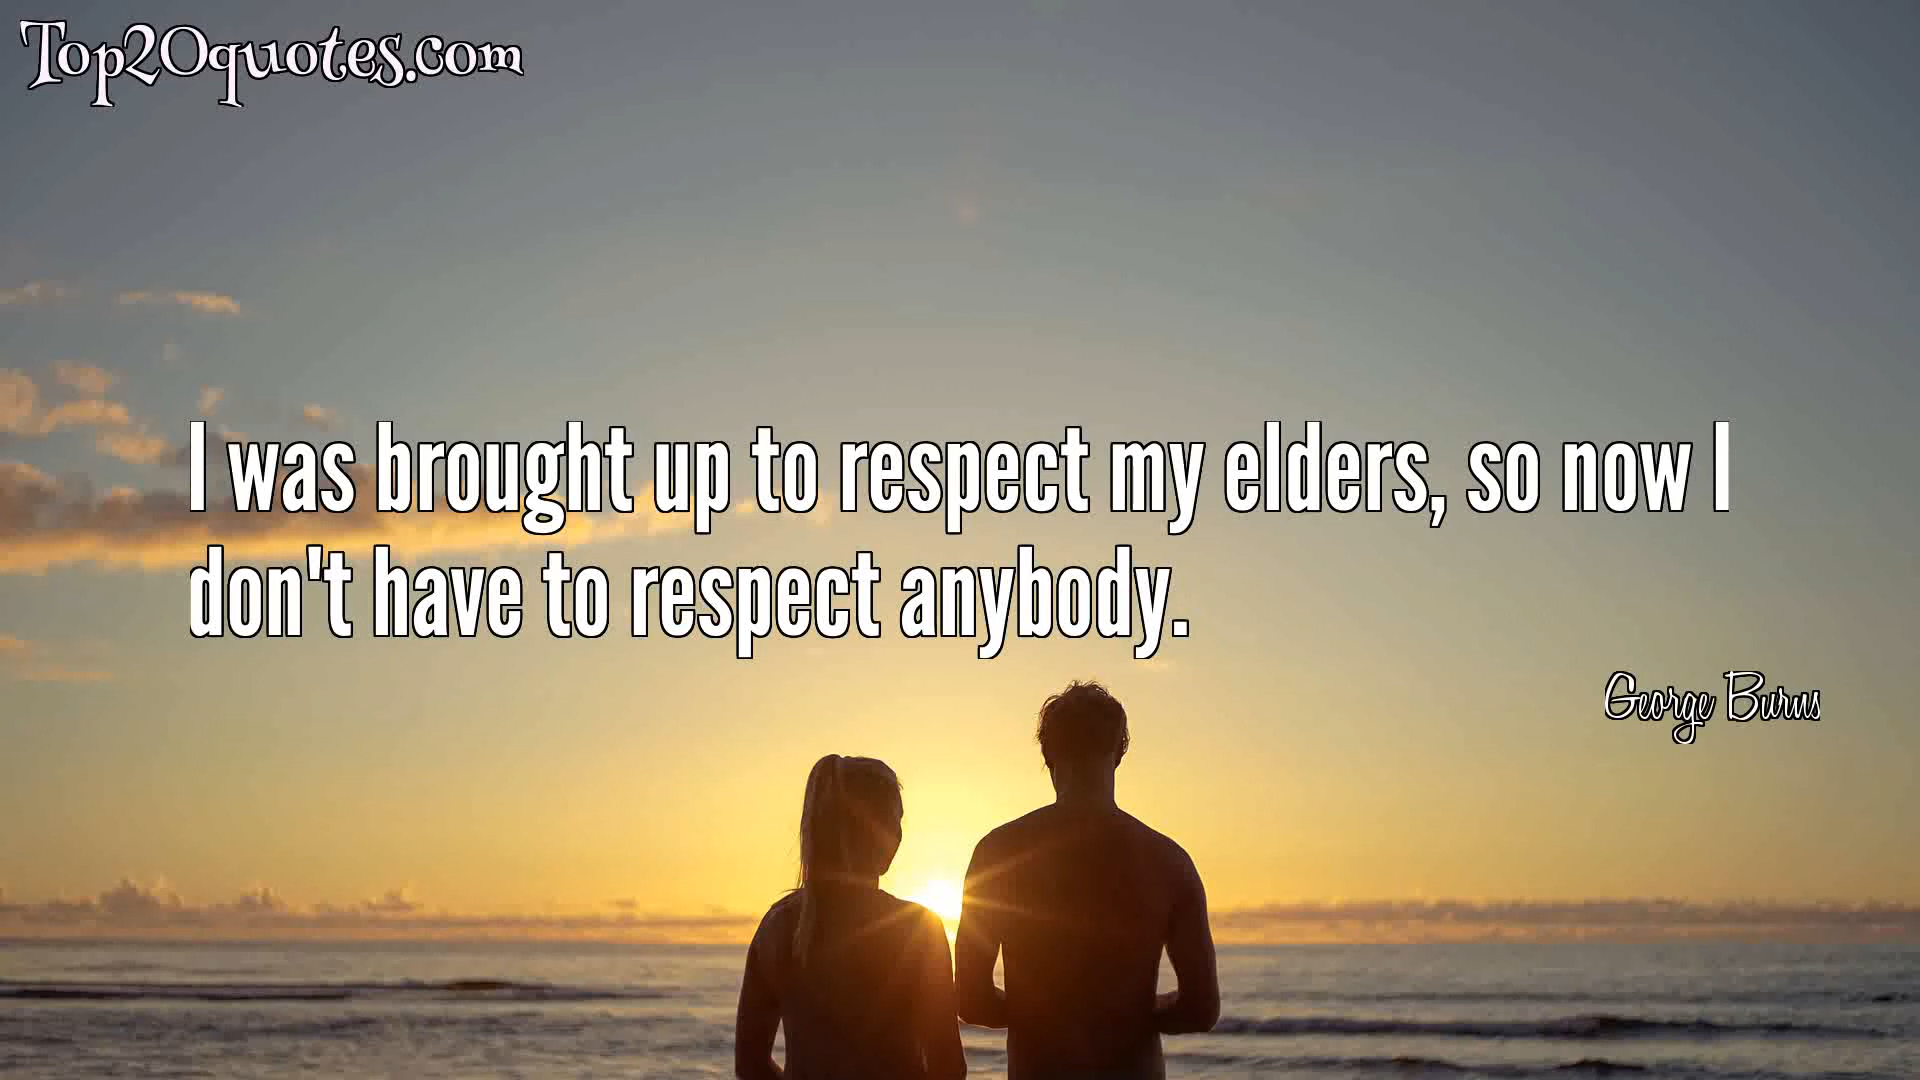 Top20quotes.com
I was brought up to respect my elders, so now I
don't have to respect anybody.
George Burns